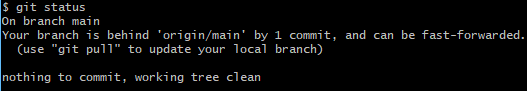 $ git status
On branch main
Your branch is behind 'origin/main' by 1 commit, and can be fast-forwarded.
  (use "git pull" to update your local branch)

nothing to commit, working tree clean